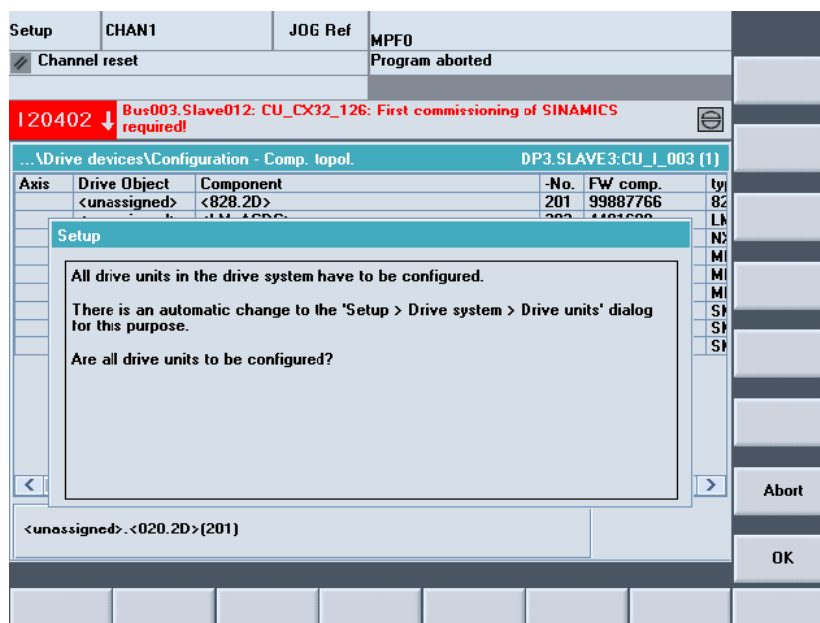 Setup CHAN1 JOG Ref MPF0
Channel reset Program aborted
120402 Bus003.Slave012: CU_CX32_126: First commissioning of SINAMICS
required!
...\Drive devices\Configuration - Comp. topol. DP3.SLAVE3:CU_I_003 (1)
Axis Drive Object Component -No. FW comp.
<unassigned> <828.2D> 201 99887766 82
Setup
All drive units in the drive system have to be configured.
There is an automatic change to the 'Setup > Drive system > Drive units' dialog
for this purpose.
Are all drive units to be configured?
Abort
<unassigned>.<020.2D>(201)
OK